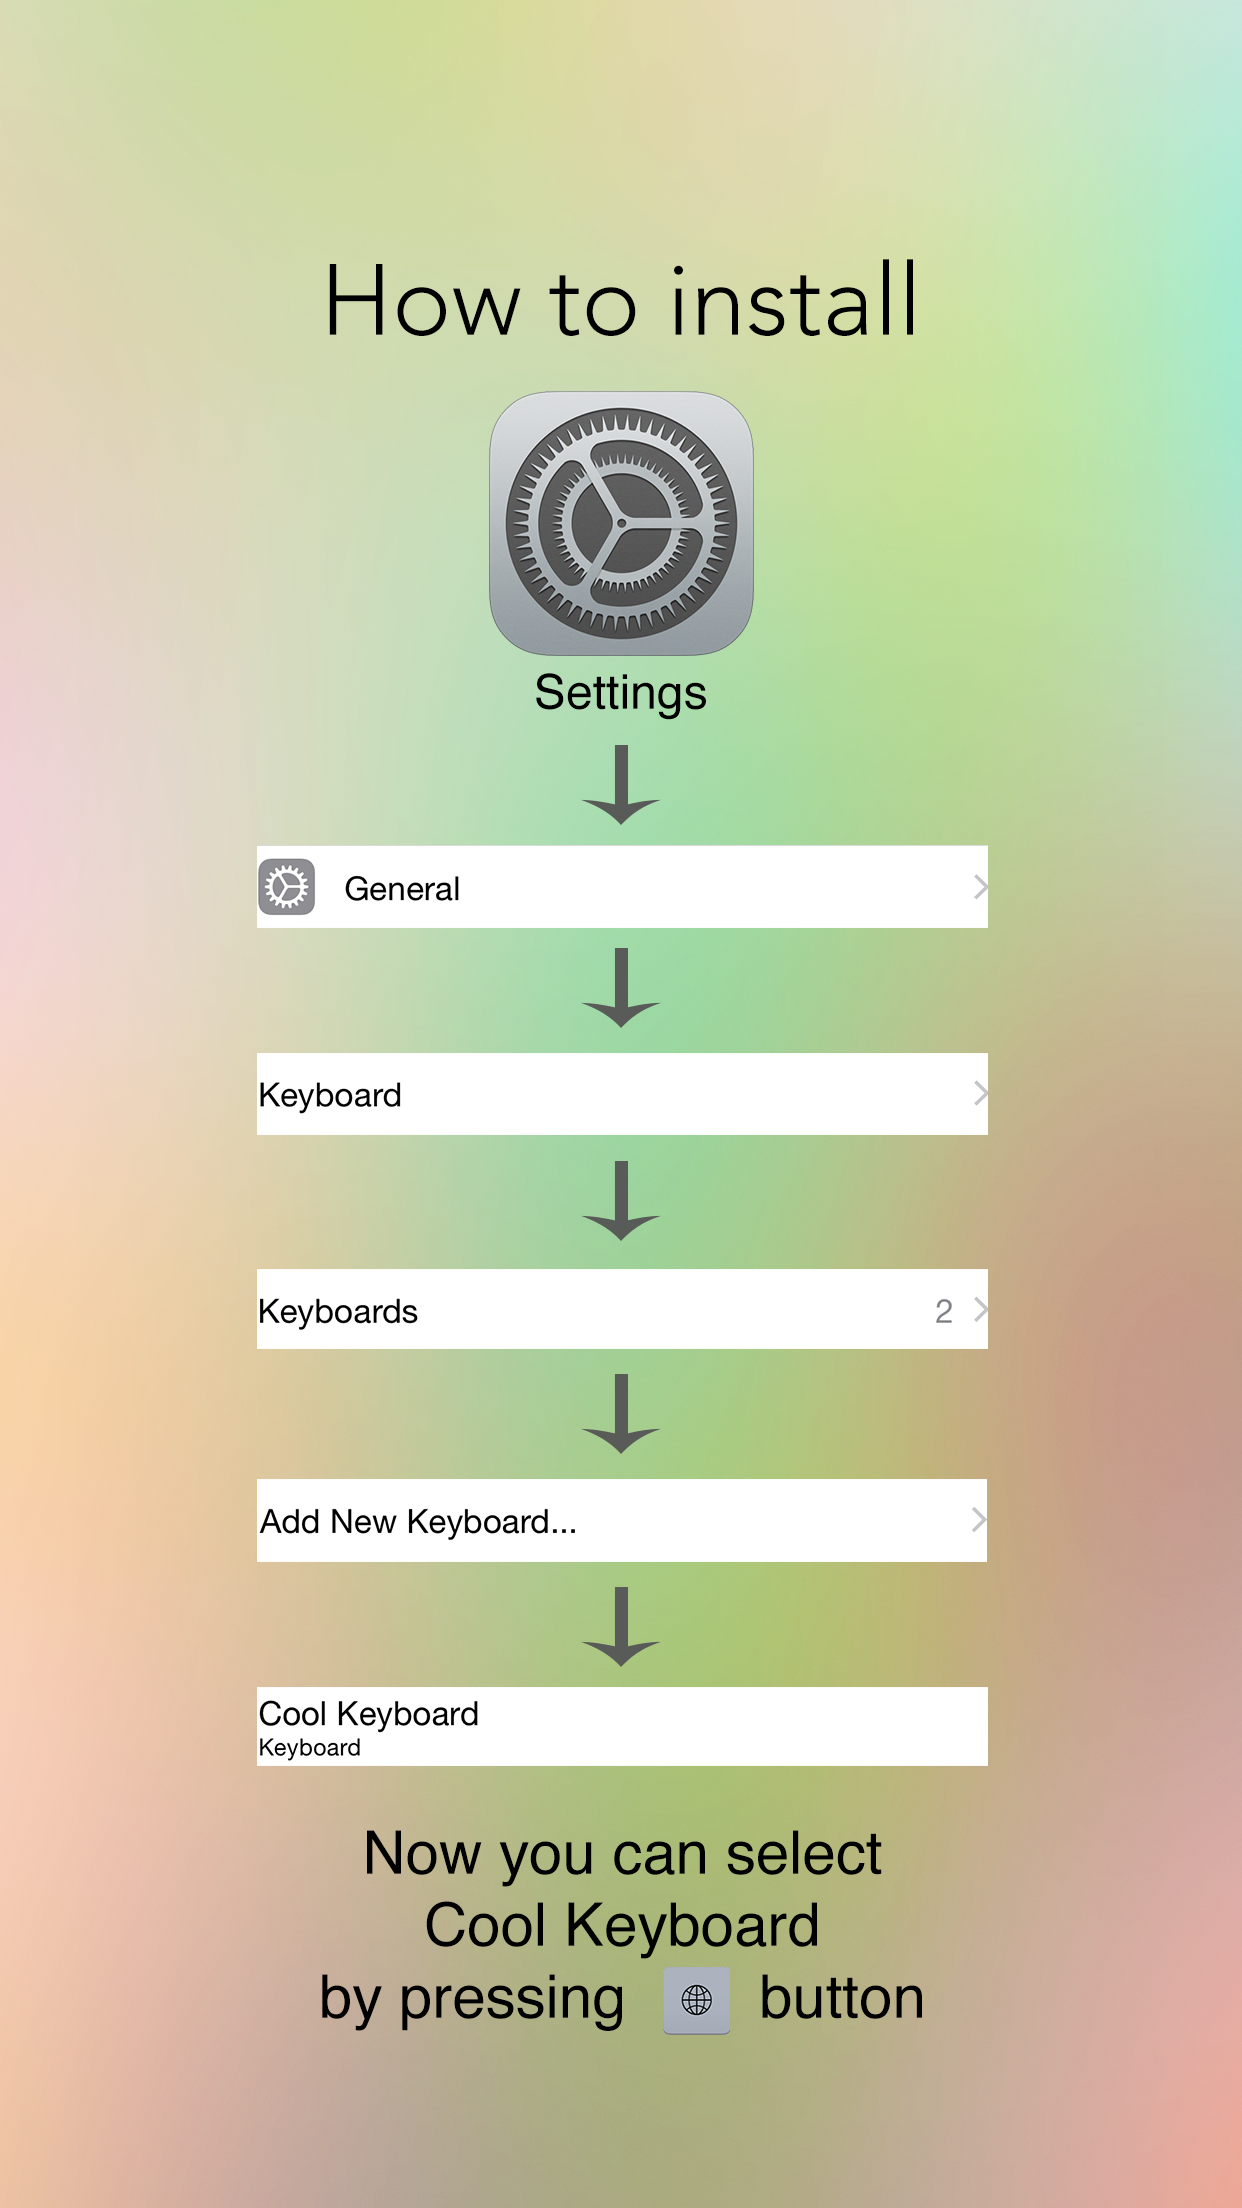 How to install
Settings
General
Keyboard
Keyboards 2
Add New Keyboard...
Cool Keyboard
Keyboard
Now you can select
Cool Keyboard
by pressing button